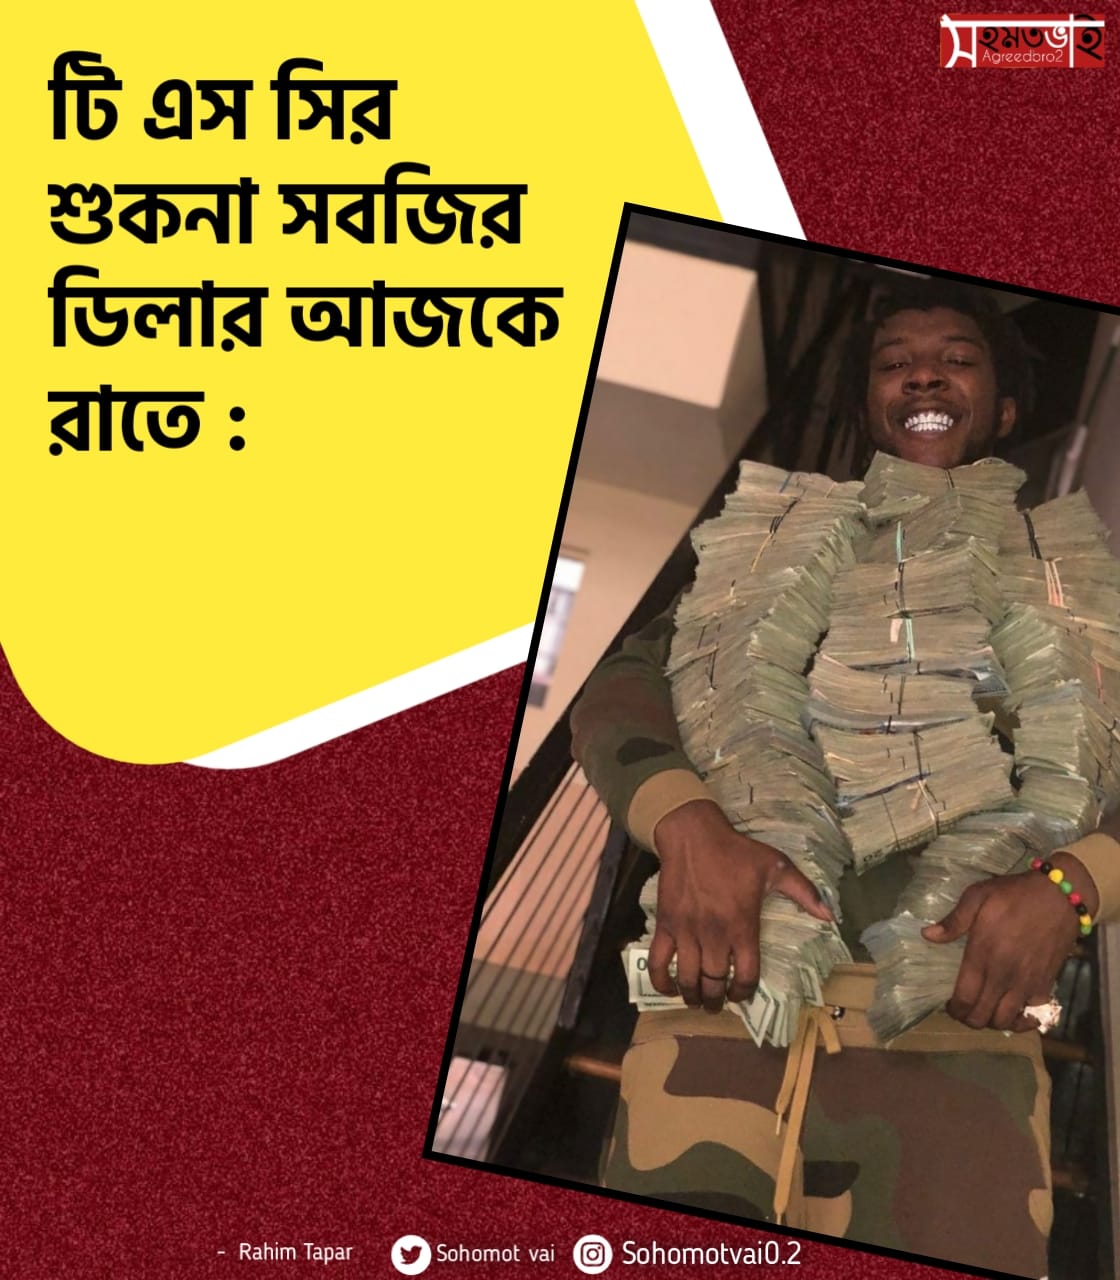 সহমতভাই
Agreedbro2
টি এস সির
শুকনা সবজির
ডিলার আজকে
রাতে :
- Rahim Tapar
Sohomot vai
Sohomotvai0.2